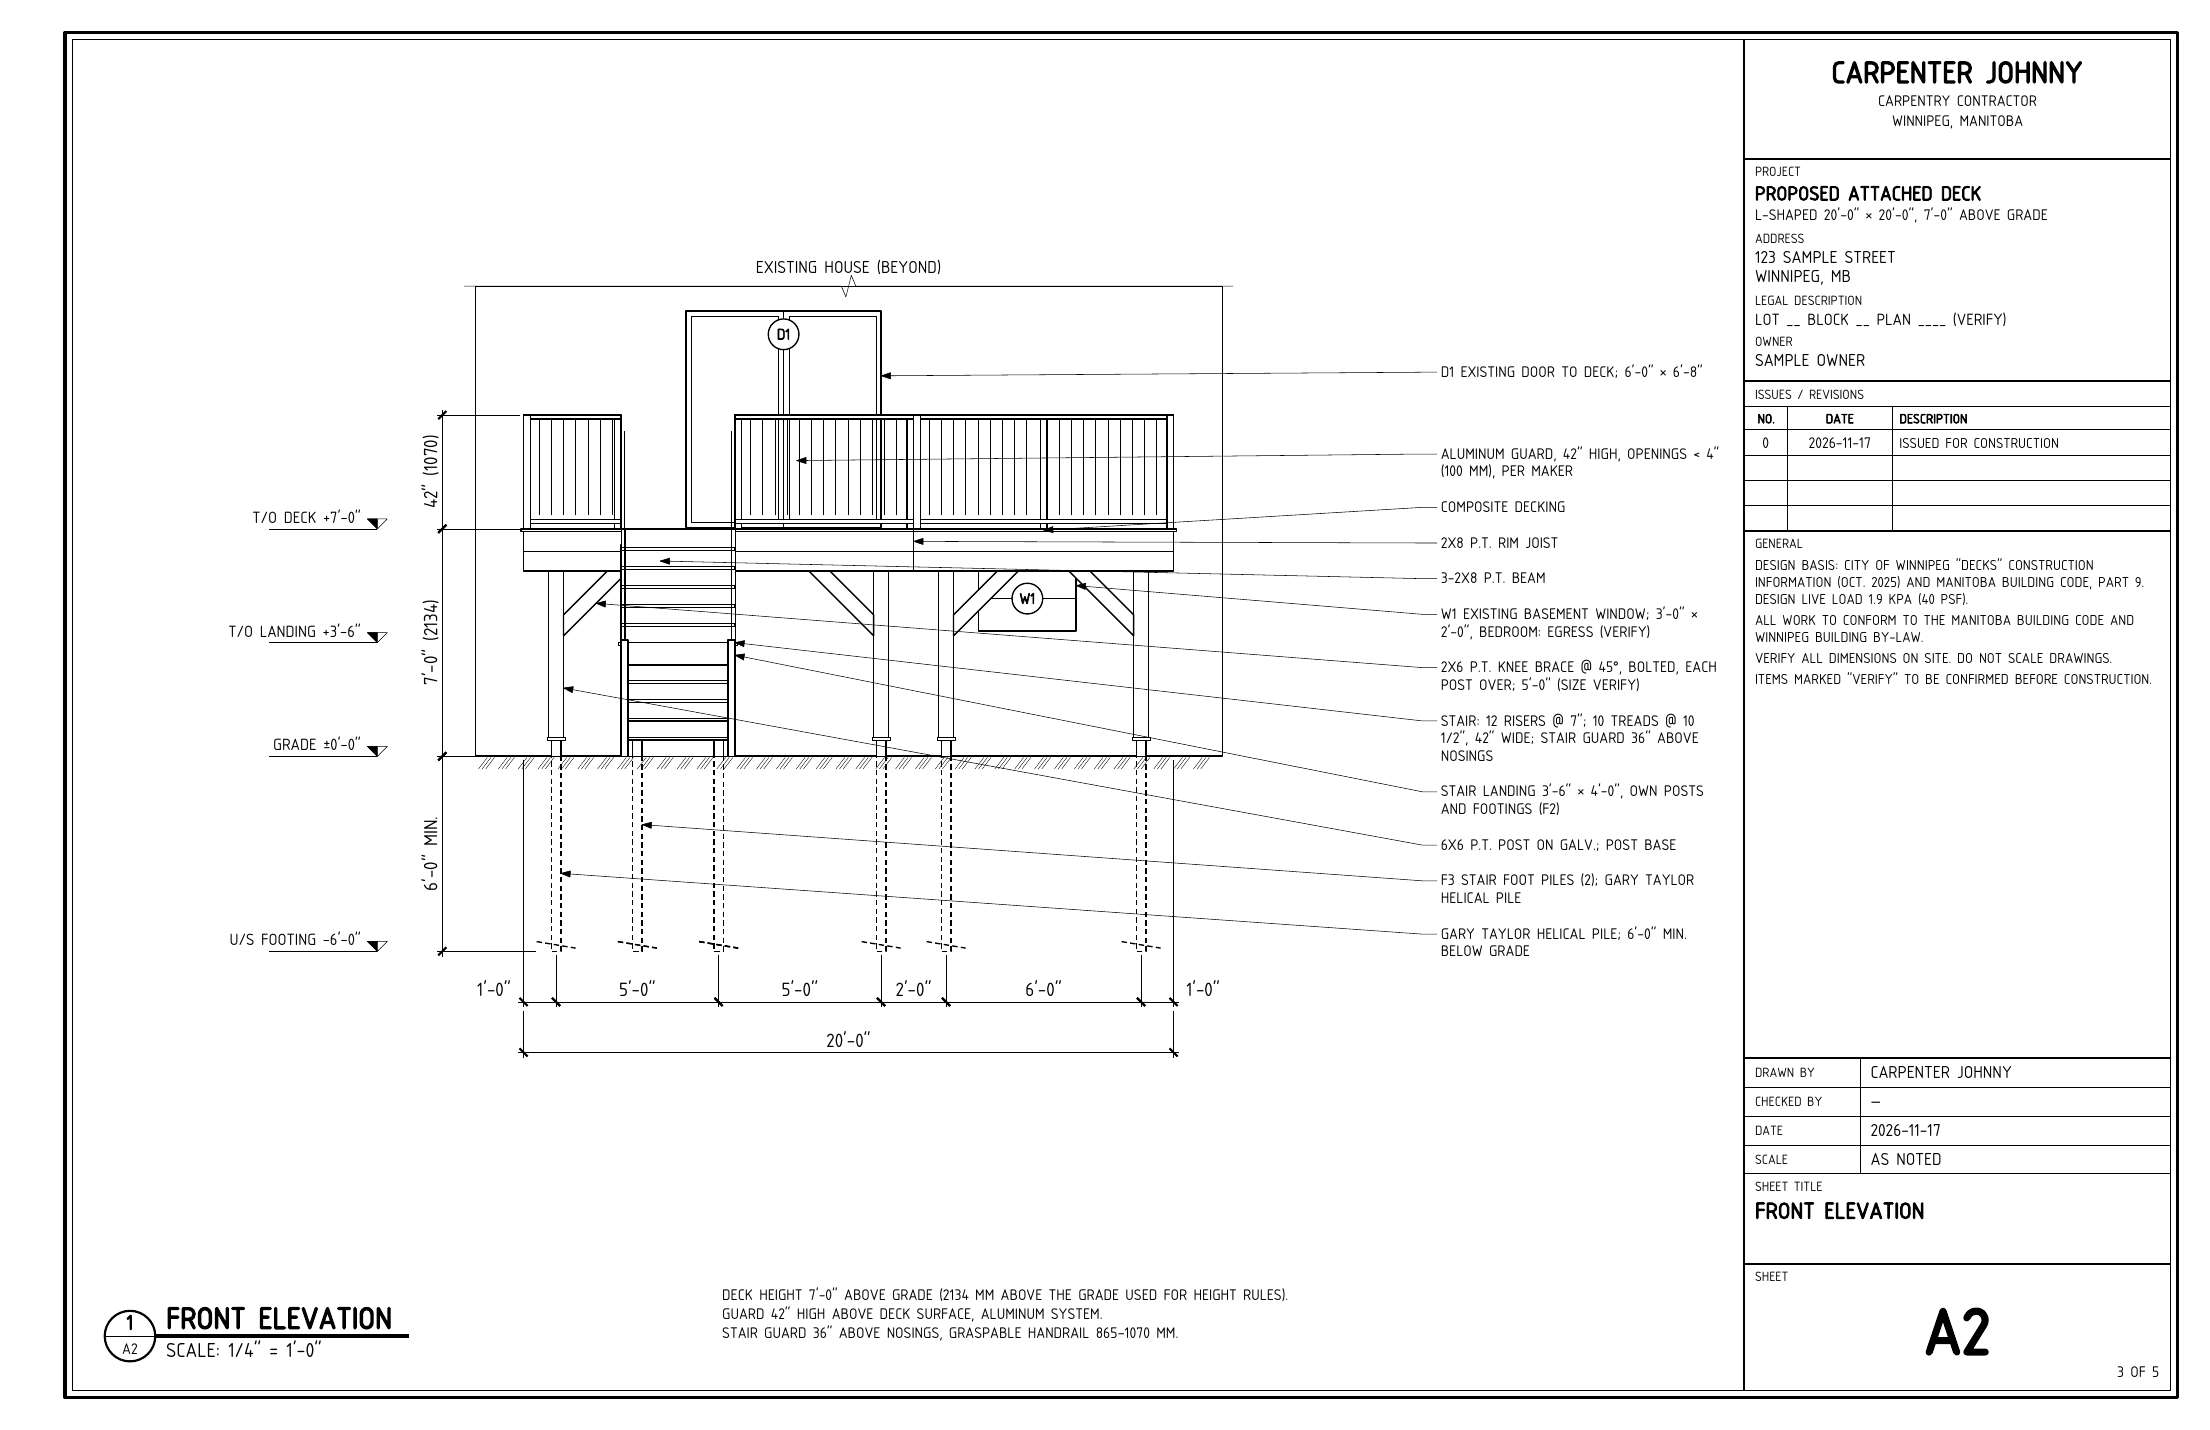 EXISTING HOUSE (BEYOND)
D1
D1 EXISTING DOOR TO DECK; 6'-0" × 6'-8"
ALUMINUM GUARD, 42" HIGH, OPENINGS < 4"
(100 MM), PER MAKER
COMPOSITE DECKING
2X8 P.T. RIM JOIST
3-2X8 P.T. BEAM
W1
W1 EXISTING BASEMENT WINDOW; 3'-0" ×
2'-0", BEDROOM: EGRESS (VERIFY)
2X6 P.T. KNEE BRACE @ 45°, BOLTED, EACH
POST OVER; 5'-0" (SIZE VERIFY)
STAIR: 12 RISERS @ 7"; 10 TREADS @ 10
1/2", 42" WIDE; STAIR GUARD 36" ABOVE
NOSINGS
STAIR LANDING 3'-6" × 4'-0", OWN POSTS
AND FOOTINGS (F2)
6X6 P.T. POST ON GALV.; POST BASE
F3 STAIR FOOT PILES (2); GARY TAYLOR
HELICAL PILE
GARY TAYLOR HELICAL PILE; 6'-0" MIN.
BELOW GRADE
42" (1070)
7'-0" (2134)
6'-0" MIN.
T/O DECK +7'-0"
T/O LANDING +3'-6"
GRADE ±0'-0"
U/S FOOTING -6'-0"
1'-0" 5'-0" 5'-0" 2'-0" 6'-0" 1'-0"
20'-0"
1
A2
FRONT ELEVATION
SCALE: 1/4" = 1'-0"
DECK HEIGHT 7'-0" ABOVE GRADE (2134 MM ABOVE THE GRADE USED FOR HEIGHT RULES).
GUARD 42" HIGH ABOVE DECK SURFACE, ALUMINUM SYSTEM.
STAIR GUARD 36" ABOVE NOSINGS, GRASPABLE HANDRAIL 865-1070 MM.
CARPENTER JOHNNY
CARPENTRY CONTRACTOR
WINNIPEG, MANITOBA
PROJECT
PROPOSED ATTACHED DECK
L-SHAPED 20'-0" × 20'-0", 7'-0" ABOVE GRADE
ADDRESS
123 SAMPLE STREET
WINNIPEG, MB
LEGAL DESCRIPTION
LOT __ BLOCK __ PLAN ____ (VERIFY)
OWNER
SAMPLE OWNER
ISSUES / REVISIONS
NO. DATE DESCRIPTION
0 2026-11-17 ISSUED FOR CONSTRUCTION
GENERAL
DESIGN BASIS: CITY OF WINNIPEG "DECKS" CONSTRUCTION
INFORMATION (OCT. 2025) AND MANITOBA BUILDING CODE, PART 9.
DESIGN LIVE LOAD 1.9 KPA (40 PSF).
ALL WORK TO CONFORM TO THE MANITOBA BUILDING CODE AND
WINNIPEG BUILDING BY-LAW.
VERIFY ALL DIMENSIONS ON SITE. DO NOT SCALE DRAWINGS.
ITEMS MARKED "VERIFY" TO BE CONFIRMED BEFORE CONSTRUCTION.
DRAWN BY CARPENTER JOHNNY
CHECKED BY —
DATE 2026-11-17
SCALE AS NOTED
SHEET TITLE
FRONT ELEVATION
SHEET
A2
3 OF 5